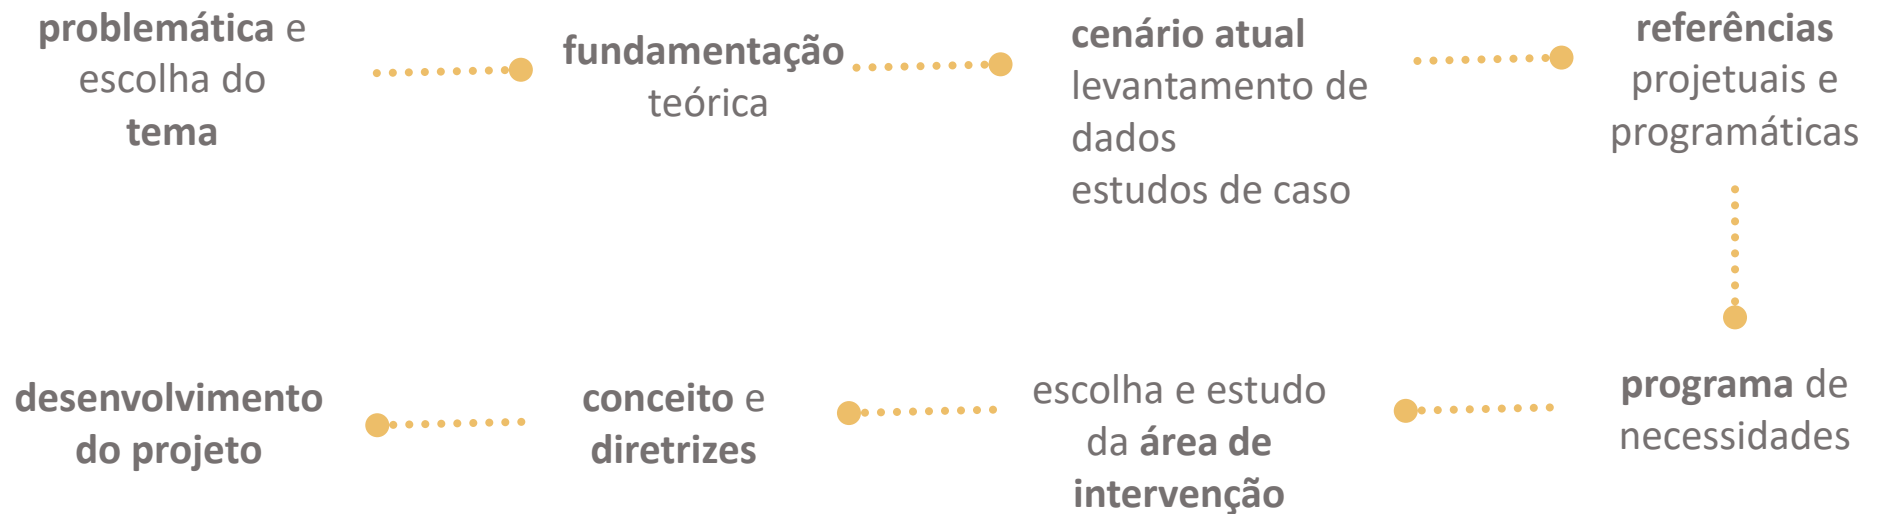 problemática e
escolha do
tema
fundamentação
teórica
cenário atual
levantamento de
dados
estudos de caso
referências
projetuais e
programáticas
programa de
necessidades
escolha e estudo
da área de
intervenção
conceito e
diretrizes
desenvolvimento
do projeto